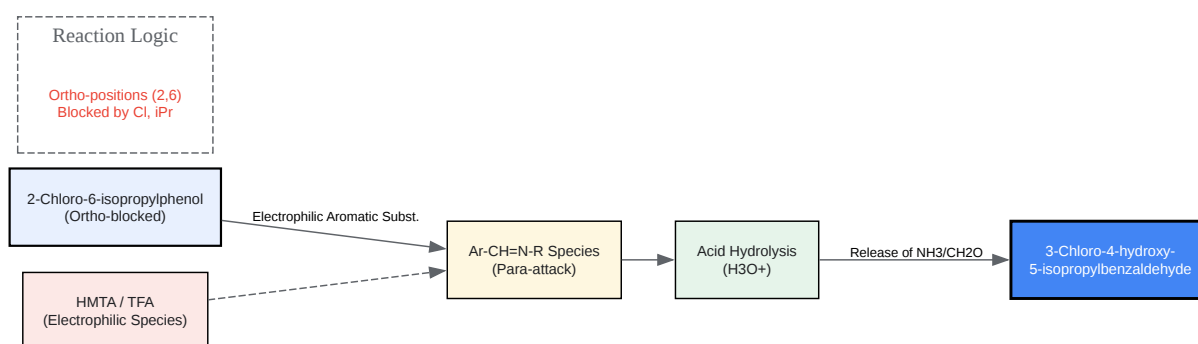 Reaction Logic
Ortho-positions (2,6)
Blocked by Cl, iPr
2-Chloro-6-isopropylphenol
(Ortho-blocked)
HMTA / TFA
(Electrophilic Species)
Electrophilic Aromatic Subst.
Ar-CH=N-R Species
(Para-attack)
Acid Hydrolysis
(H3O+)
Release of NH3/CH2O
3-Chloro-4-hydroxy-
5-isopropylbenzaldehyde